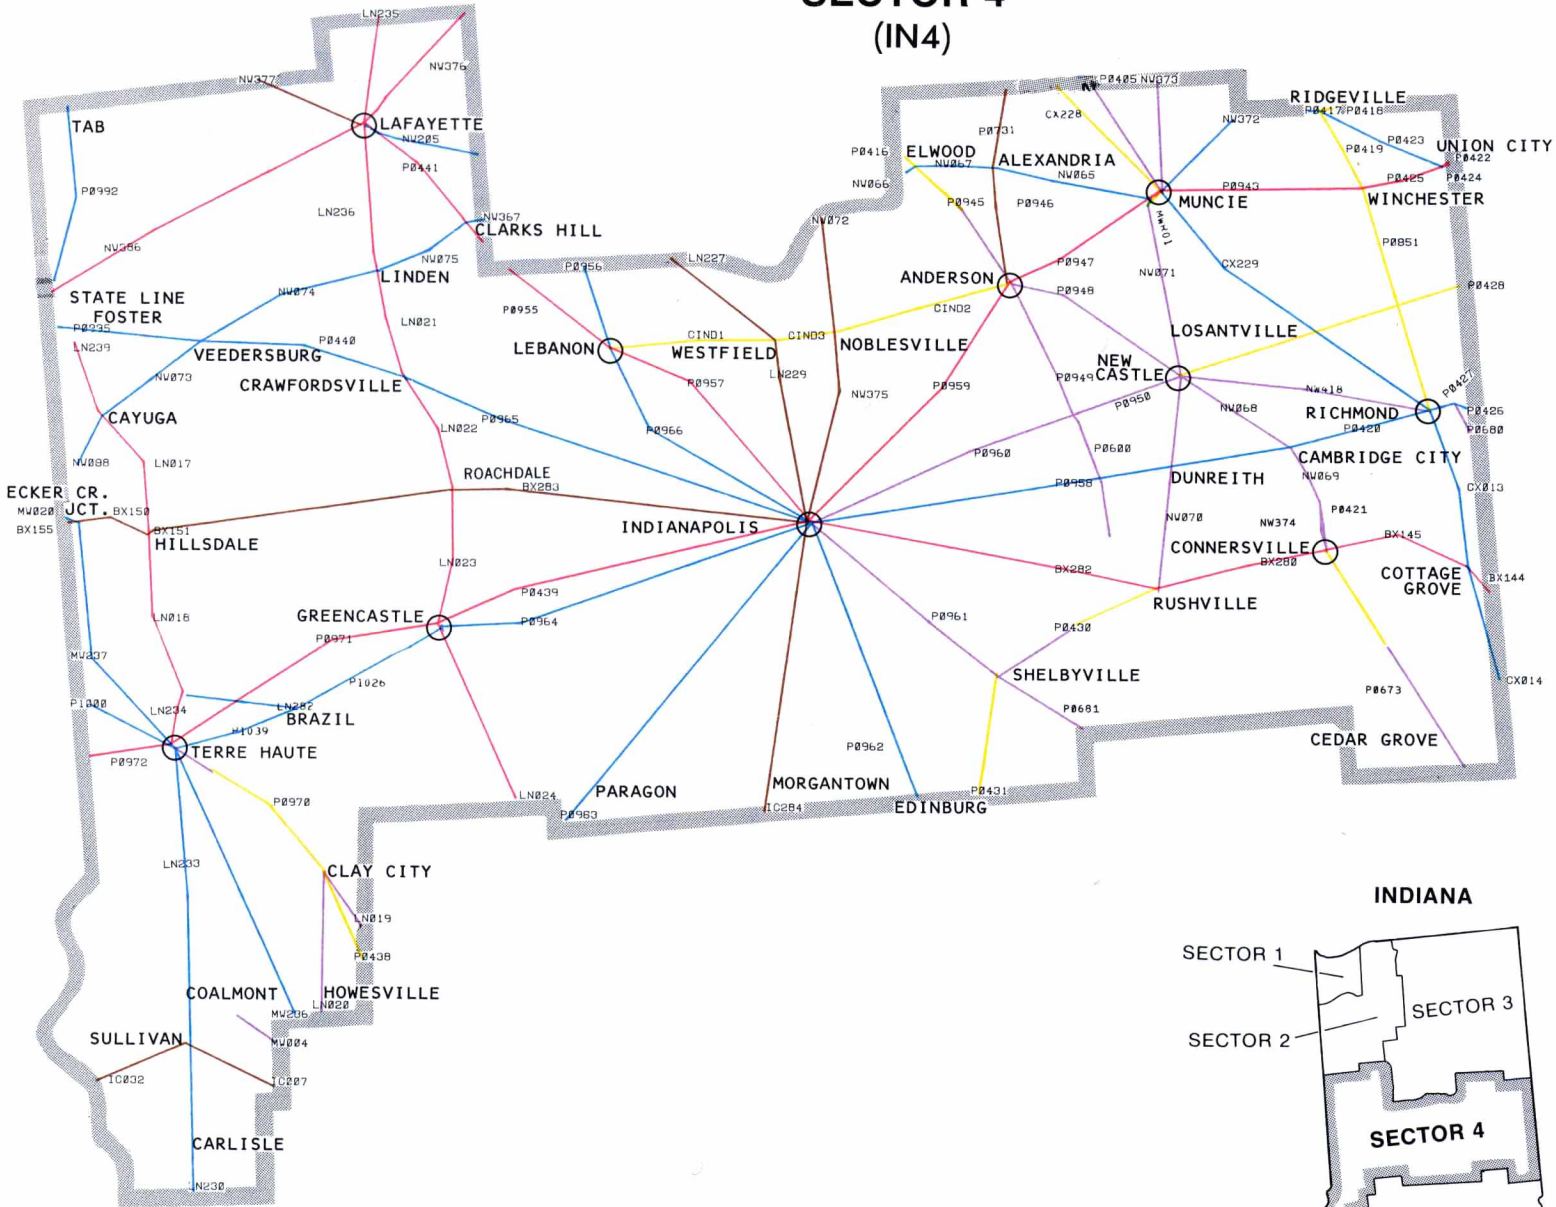 SECTOR 4
(IN4)
LN235
NW376
NW377
LAFAYETTE
NW205
P0441
TAB
P0992
LN236
NW367
CLARKS HILL
NW386
NW075
LINDEN
NW074
STATE LINE
FOSTER
P0335
LN239
VEEDERSBURG
P0440
LN021
CRAWFORDSVILLE
NW073
CAYUGA
P0965
LN022
NW098
LN017
ROACHDALE
BX283
ECKER CR.
JCT.
MW020
BX155
BX150
BX151
HILLSDALE
LN023
GREENCASTLE
P0439
P0964
LN018
P0971
MW237
P1026
P1000
LN234
LN282
BRAZIL
P1039
TERRE HAUTE
P0972
P0970
LN233
CLAY CITY
LN019
P0438
COALMONT
HOWESVILLE
LN020
MW236
MW004
SULLIVAN
IC032
IC007
CARLISLE
LN230
LN024
P0963
PARAGON
IC284
MORGANTOWN
P0962
EDINBURG
P0431
P0956
LN227
NW072
P0955
LEBANON
CIND1
WESTFIELD
CIND3
CIND2
NOBLESVILLE
LN229
P0957
NW375
P0959
P0966
INDIANAPOLIS
P0960
P0958
P0961
P0405
NW373
CX228
P0731
NW372
P0416
ELWOOD
NW067
ALEXANDRIA
NW065
NW066
P0945
P0946
MUNCIE
MWH01
P0943
RIDGEVILLE
P0417
P0418
P0423
P0419
UNION CITY
P0422
P0425
P0424
WINCHESTER
P0851
ANDERSON
P0947
P0948
NW071
CX229
P0428
LOSANTVILLE
NEW
CASTLE
P0949
P0950
NW068
NW418
RICHMOND
P0427
P0426
P0680
P0420
P0600
CAMBRIDGE CITY
DUNREITH
NW069
CX013
P0421
NW070
NW374
CONNERSVILLE
BX145
BX282
BX280
COTTAGE
GROVE
BX144
RUSHVILLE
P0430
SHELBYVILLE
P0681
P0673
CX014
CEDAR GROVE
INDIANA
SECTOR 1
SECTOR 3
SECTOR 2
SECTOR 4